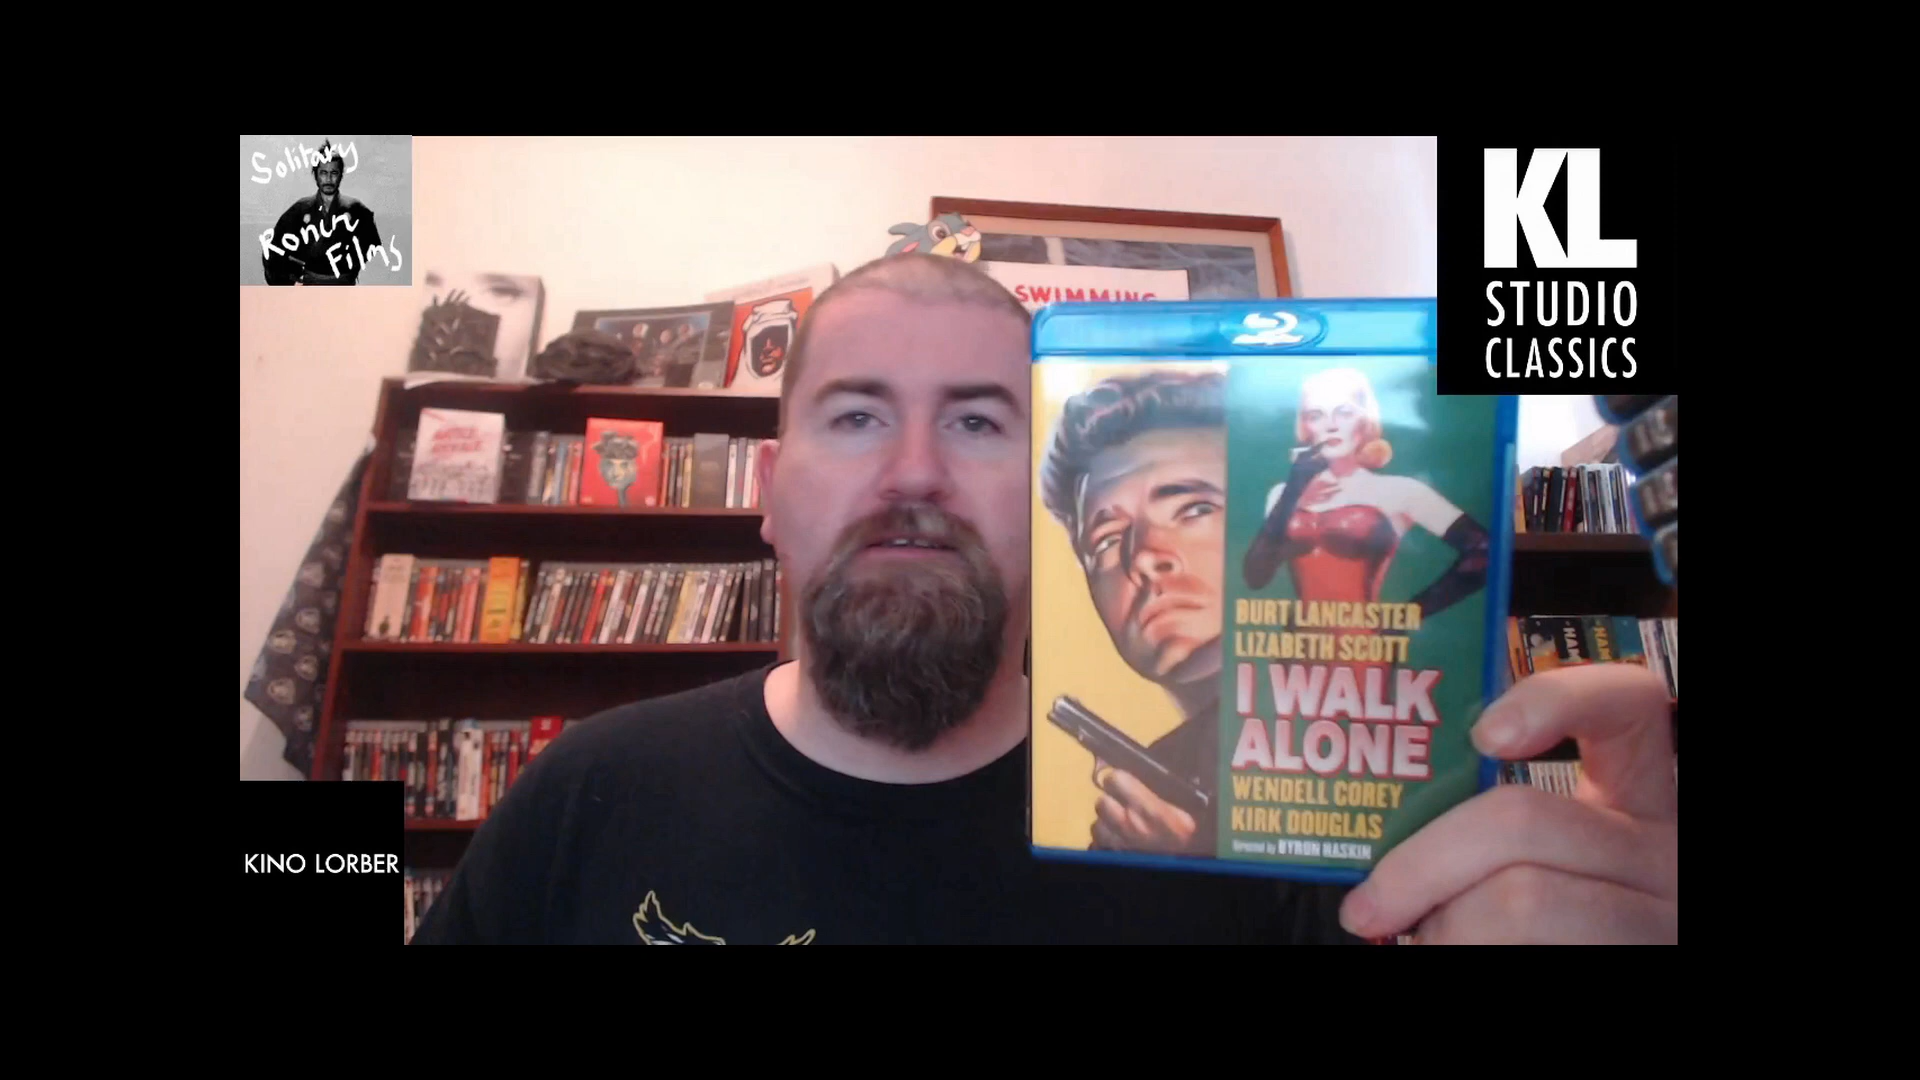 Solitary
Ronin
Films
KL
STUDIO
CLASSICS
SWIMMING
BURT LANCASTER
LIZABETH SCOTT
I WALK
ALONE
WENDELL COREY
KIRK DOUGLAS
Directed by BYRON HASKIN
KINO LORBER